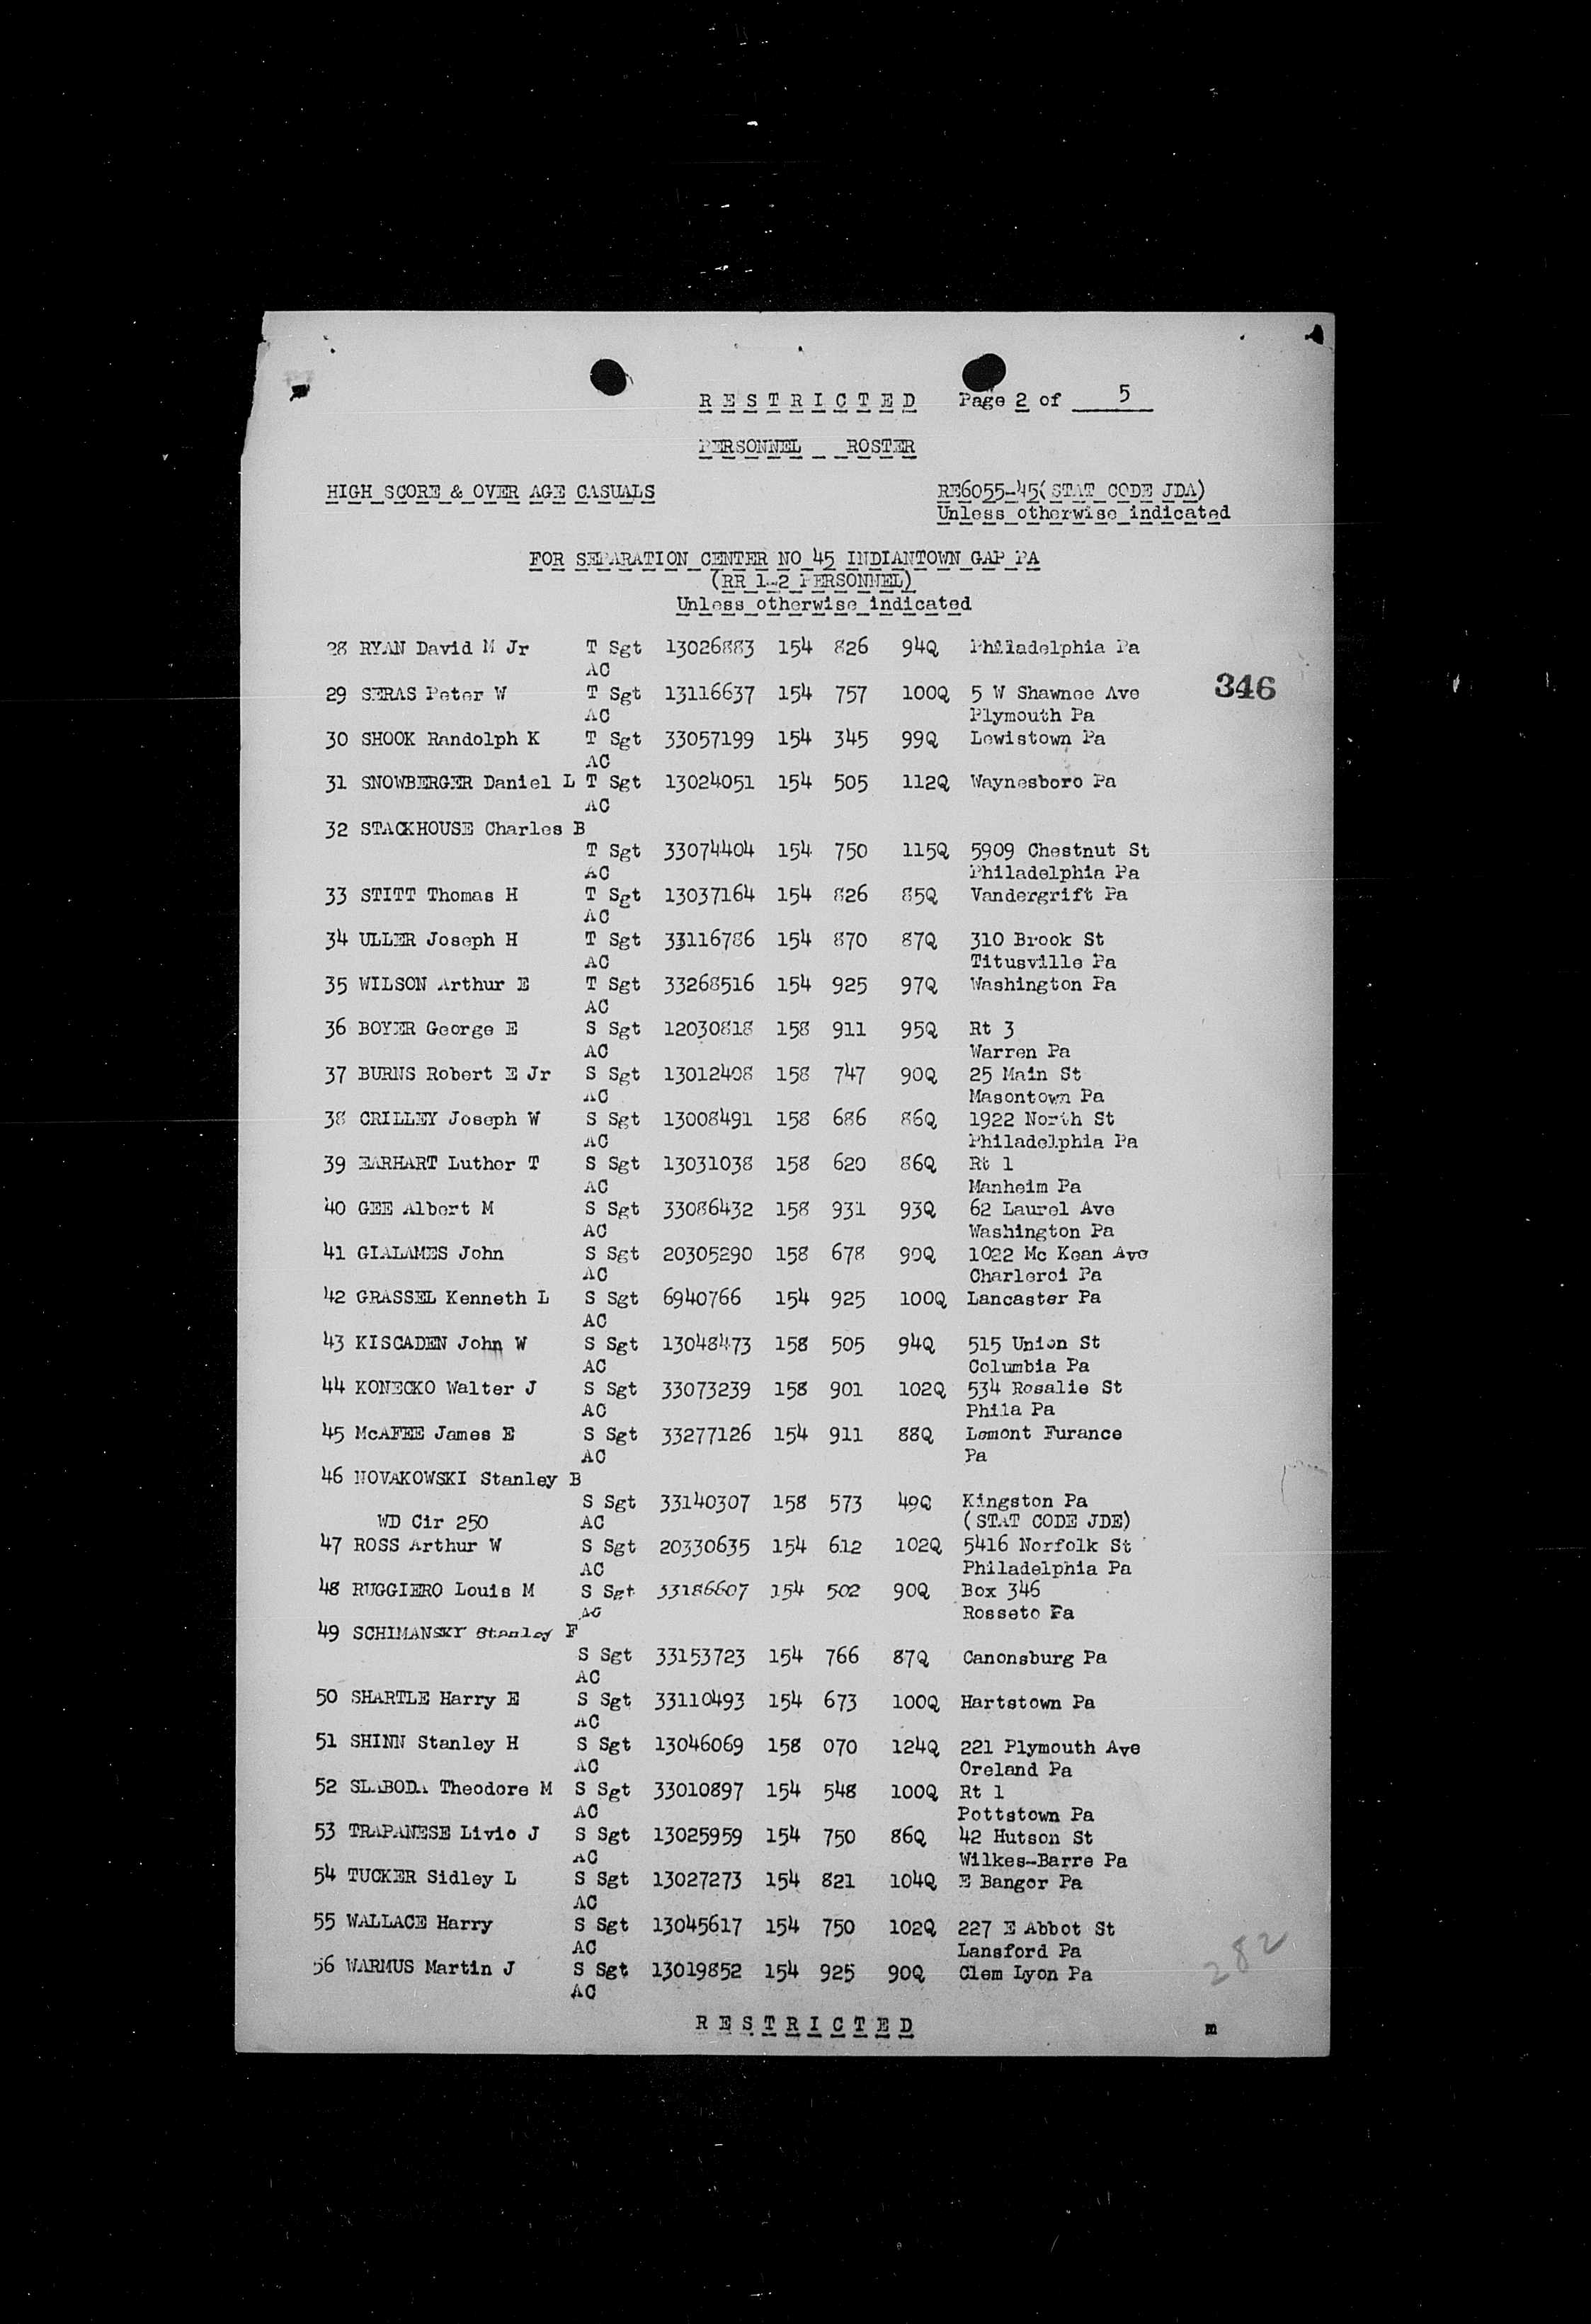 RESTRICTED Page 2 of 5
PERSONNEL ROSTER
HIGH SCORE & OVER AGE CASUALS RE6055-45(STAT CODE JDA)
Unless otherwise indicated
FOR SEPARATION CENTER NO 45 INDIANTOWN GAP PA
(RR 1-2 PERSONNEL)
Unless otherwise indicated
28 RYAN David M Jr T Sgt 13026883 154 826 94Q Philadelphia Pa
AC
346
29 SERAS Peter W T Sgt 13116637 154 757 100Q 5 W Shawnee Ave
AC Plymouth Pa
30 SHOOK Randolph K T Sgt 33057199 154 345 99Q Lewistown Pa
AC
31 SNOWBERGER Daniel L T Sgt 13024051 154 505 112Q Waynesboro Pa
AC
32 STACKHOUSE Charles B
T Sgt 33074404 154 750 115Q 5909 Chestnut St
AC Philadelphia Pa
33 STITT Thomas H T Sgt 13037164 154 826 85Q Vandergrift Pa
AC
34 ULLER Joseph H T Sgt 33116786 154 870 87Q 310 Brook St
AC Titusville Pa
35 WILSON Arthur E T Sgt 33268516 154 925 97Q Washington Pa
AC
36 BOYER George E S Sgt 12030818 158 911 95Q Rt 3
AC Warren Pa
37 BURNS Robert E Jr S Sgt 13012408 158 747 90Q 25 Main St
AC Masontown Pa
38 CRILLEY Joseph W S Sgt 13008491 158 686 86Q 1922 North St
AC Philadelphia Pa
39 EARHART Luther T S Sgt 13031038 158 620 86Q Rt 1
AC Manheim Pa
40 GEE Albert M S Sgt 33086432 158 931 93Q 62 Laurel Ave
AC Washington Pa
41 GIALAMES John S Sgt 20305290 158 678 90Q 1022 Mc Kean Ave
AC Charleroi Pa
42 GRASSEL Kenneth L S Sgt 6940766 154 925 100Q Lancaster Pa
AC
43 KISCADEN John W S Sgt 13048473 158 505 94Q 515 Union St
AC Columbia Pa
44 KONECKO Walter J S Sgt 33073239 158 901 102Q 534 Rosalie St
AC Phila Pa
45 McAFEE James E S Sgt 33277126 154 911 88Q Lemont Furance
AC Pa
46 NOVAKOWSKI Stanley B
S Sgt 33140307 158 573 49Q Kingston Pa
WD Cir 250 AC (STAT CODE JDE)
47 ROSS Arthur W S Sgt 20330635 154 612 102Q 5416 Norfolk St
AC Philadelphia Pa
48 RUGGIERO Louis M S Sgt 33186607 154 502 90Q Box 346
AC Rosseto Pa
49 SCHIMANSKY Stanley F
S Sgt 33153723 154 766 87Q Canonsburg Pa
AC
50 SHARTLE Harry E S Sgt 33110493 154 673 100Q Hartstown Pa
AC
51 SHINN Stanley H S Sgt 13046069 158 070 124Q 221 Plymouth Ave
AC Oreland Pa
52 SLABODA Theodore M S Sgt 33010897 154 548 100Q Rt 1
AC Pottstown Pa
53 TRAPANESE Livio J S Sgt 13025959 154 750 86Q 42 Hutson St
AC Wilkes-Barre Pa
54 TUCKER Sidley L S Sgt 13027273 154 821 104Q E Bangor Pa
AC
55 WALLACE Harry S Sgt 13045617 154 750 102Q 227 E Abbot St
AC Lansford Pa
56 WARMUS Martin J S Sgt 13019852 154 925 90Q Clem Lyon Pa
AC
282
RESTRICTED m